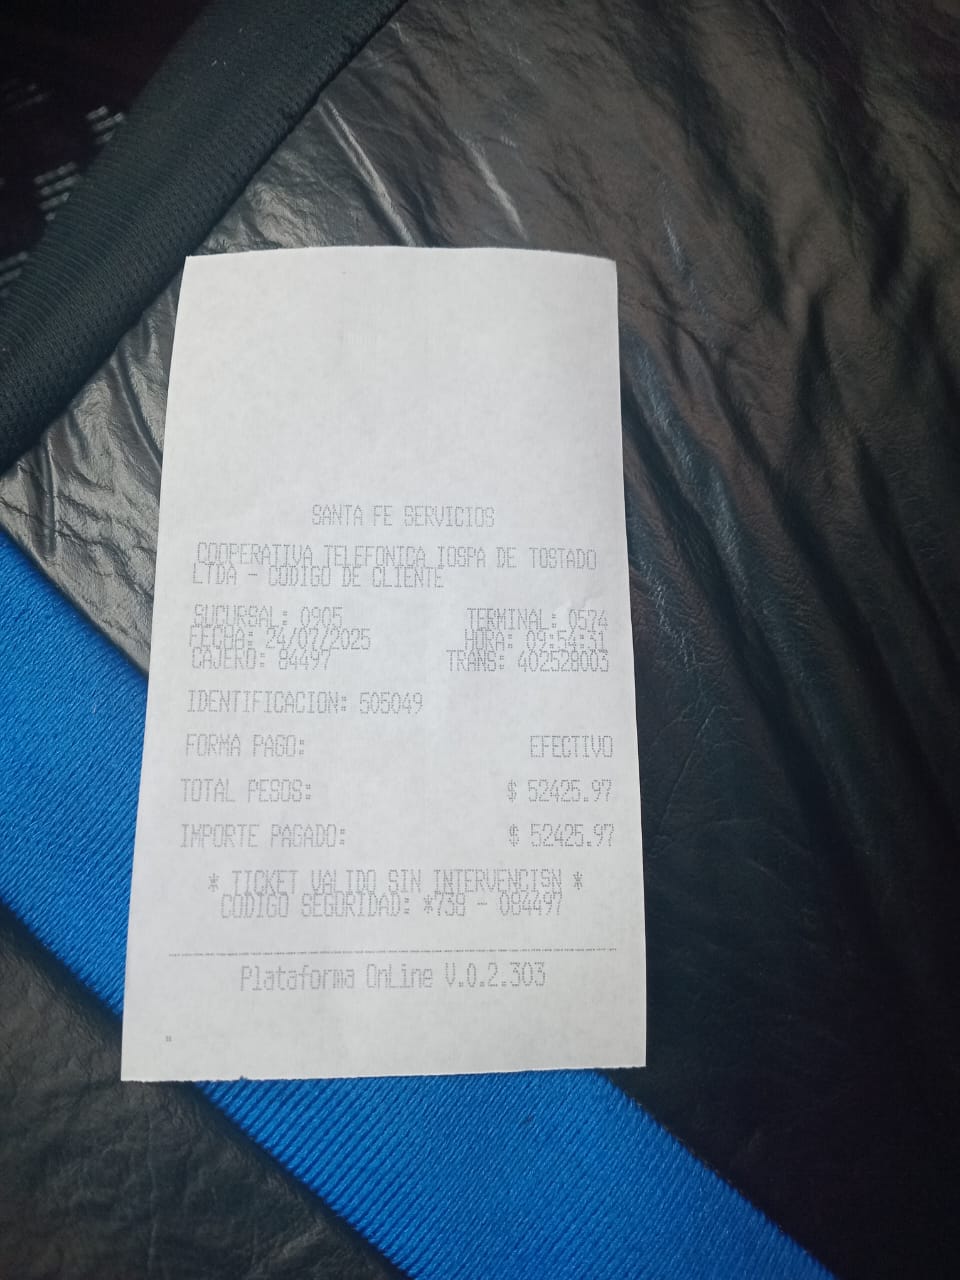 SANTA FE SERVICIOS
COOPERATIVA TELEFONICA IOSPA DE TOSTADO
LTDA - CODIGO DE CLIENTE
SUCURSAL: 0905 TERMINAL: 0574
FECHA: 24/07/2025 HORA: 09:54:31
CAJERO: 84497 TRANS: 402528003
IDENTIFICACION: 505049
FORMA PAGO: EFECTIVO
TOTAL PESOS: $ 52425.97
IMPORTE PAGADO: $ 52425.97
* TICKET VALIDO SIN INTERVENCISN *
CODIGO SEGURIDAD: *738 - 084497
Plataforma OnLine V.0.2.303